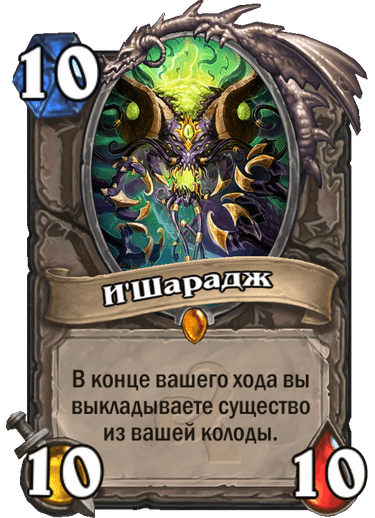 10
И'Шарадж
В конце вашего хода вы
выкладываете существо
из вашей колоды.
10
10